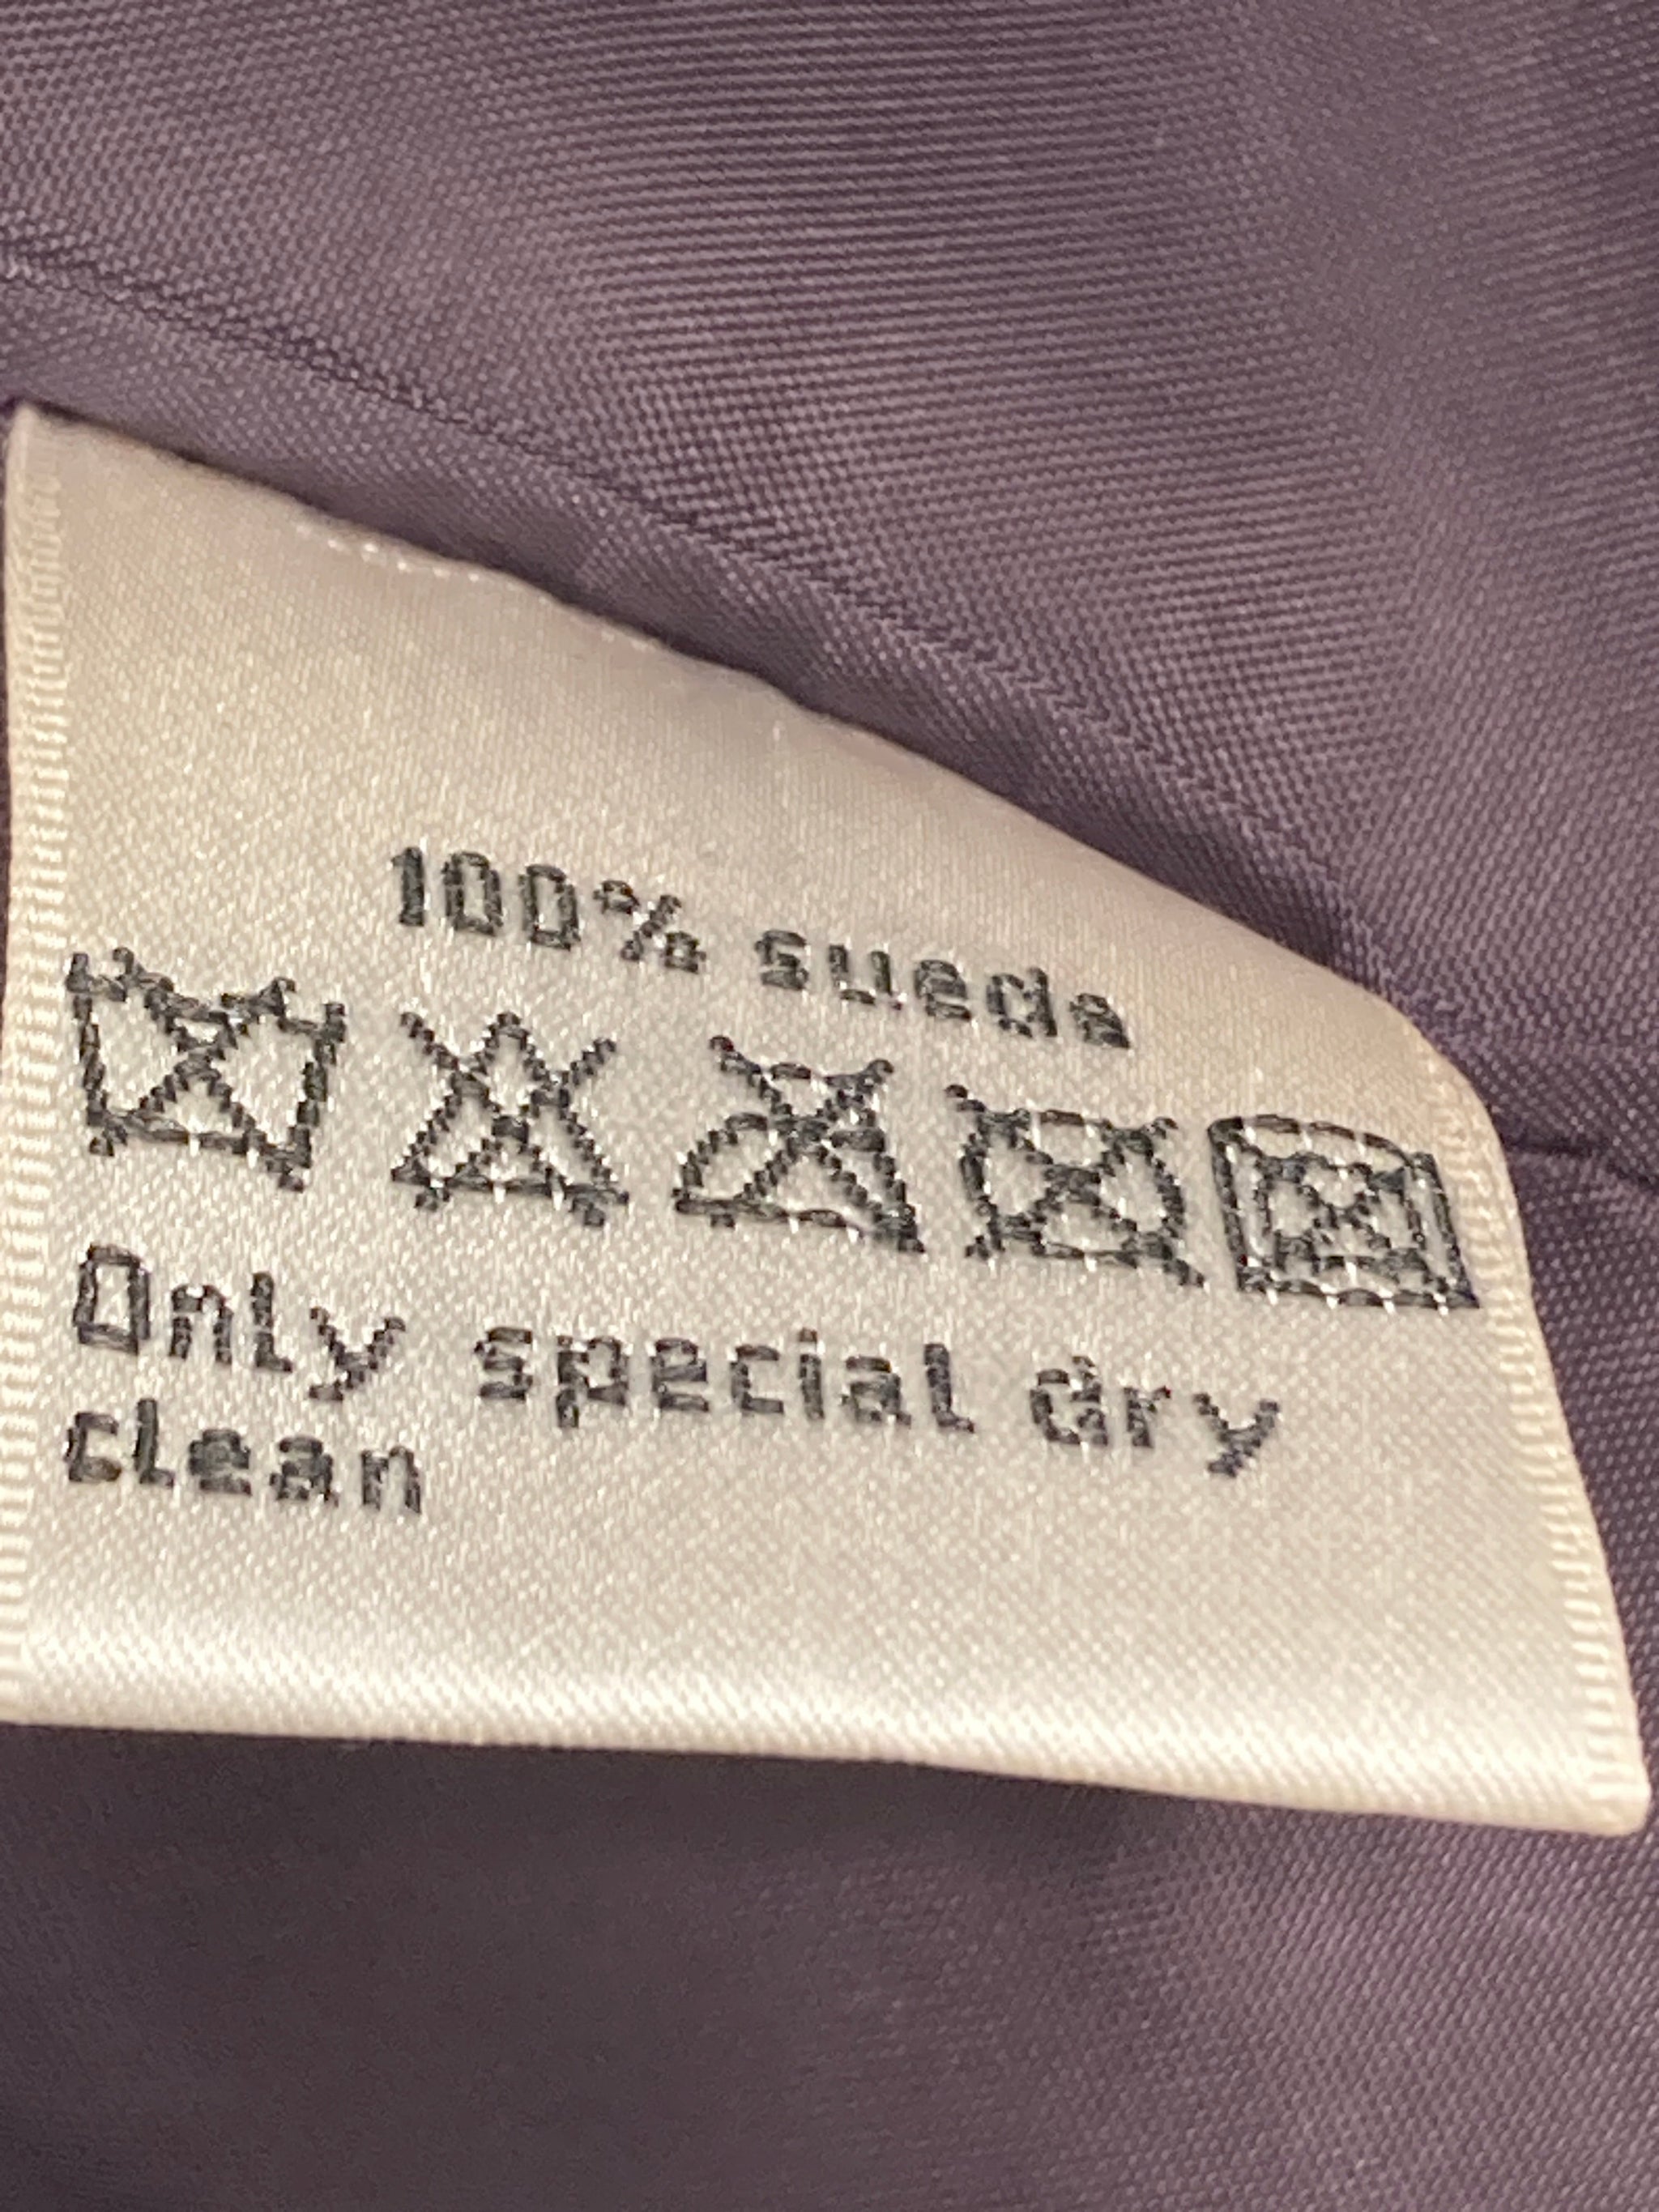 100% suede
Only special dry
clean